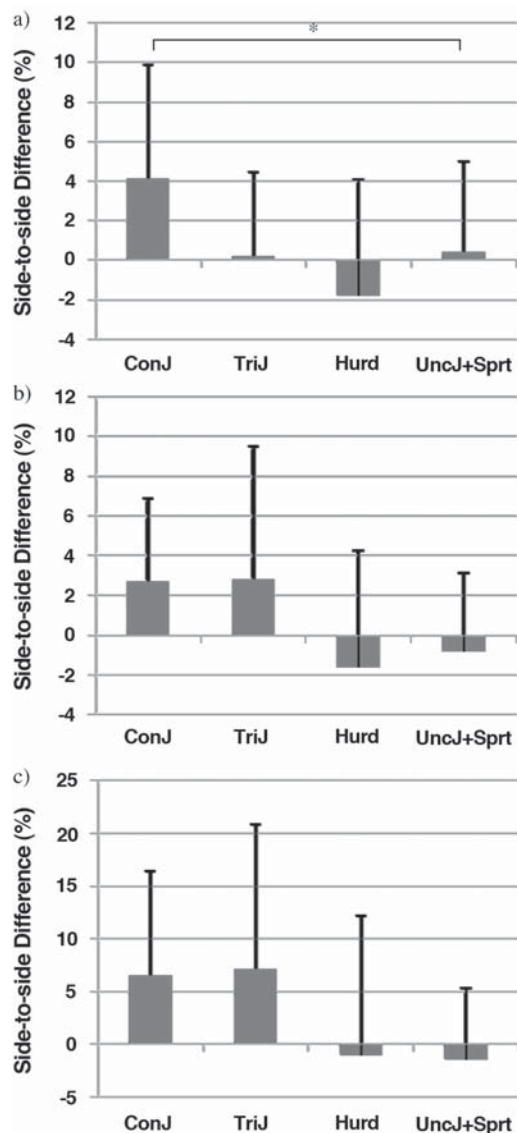 a)
Side-to-side Difference (%)
12
*
10
8
6
4
2
0
-2
-4
ConJ TriJ Hurd UncJ+Sprt
b)
Side-to-side Difference (%)
12
10
8
6
4
2
0
-2
-4
ConJ TriJ Hurd UncJ+Sprt
c)
Side-to-side Difference (%)
25
20
15
10
5
0
-5
ConJ TriJ Hurd UncJ+Sprt